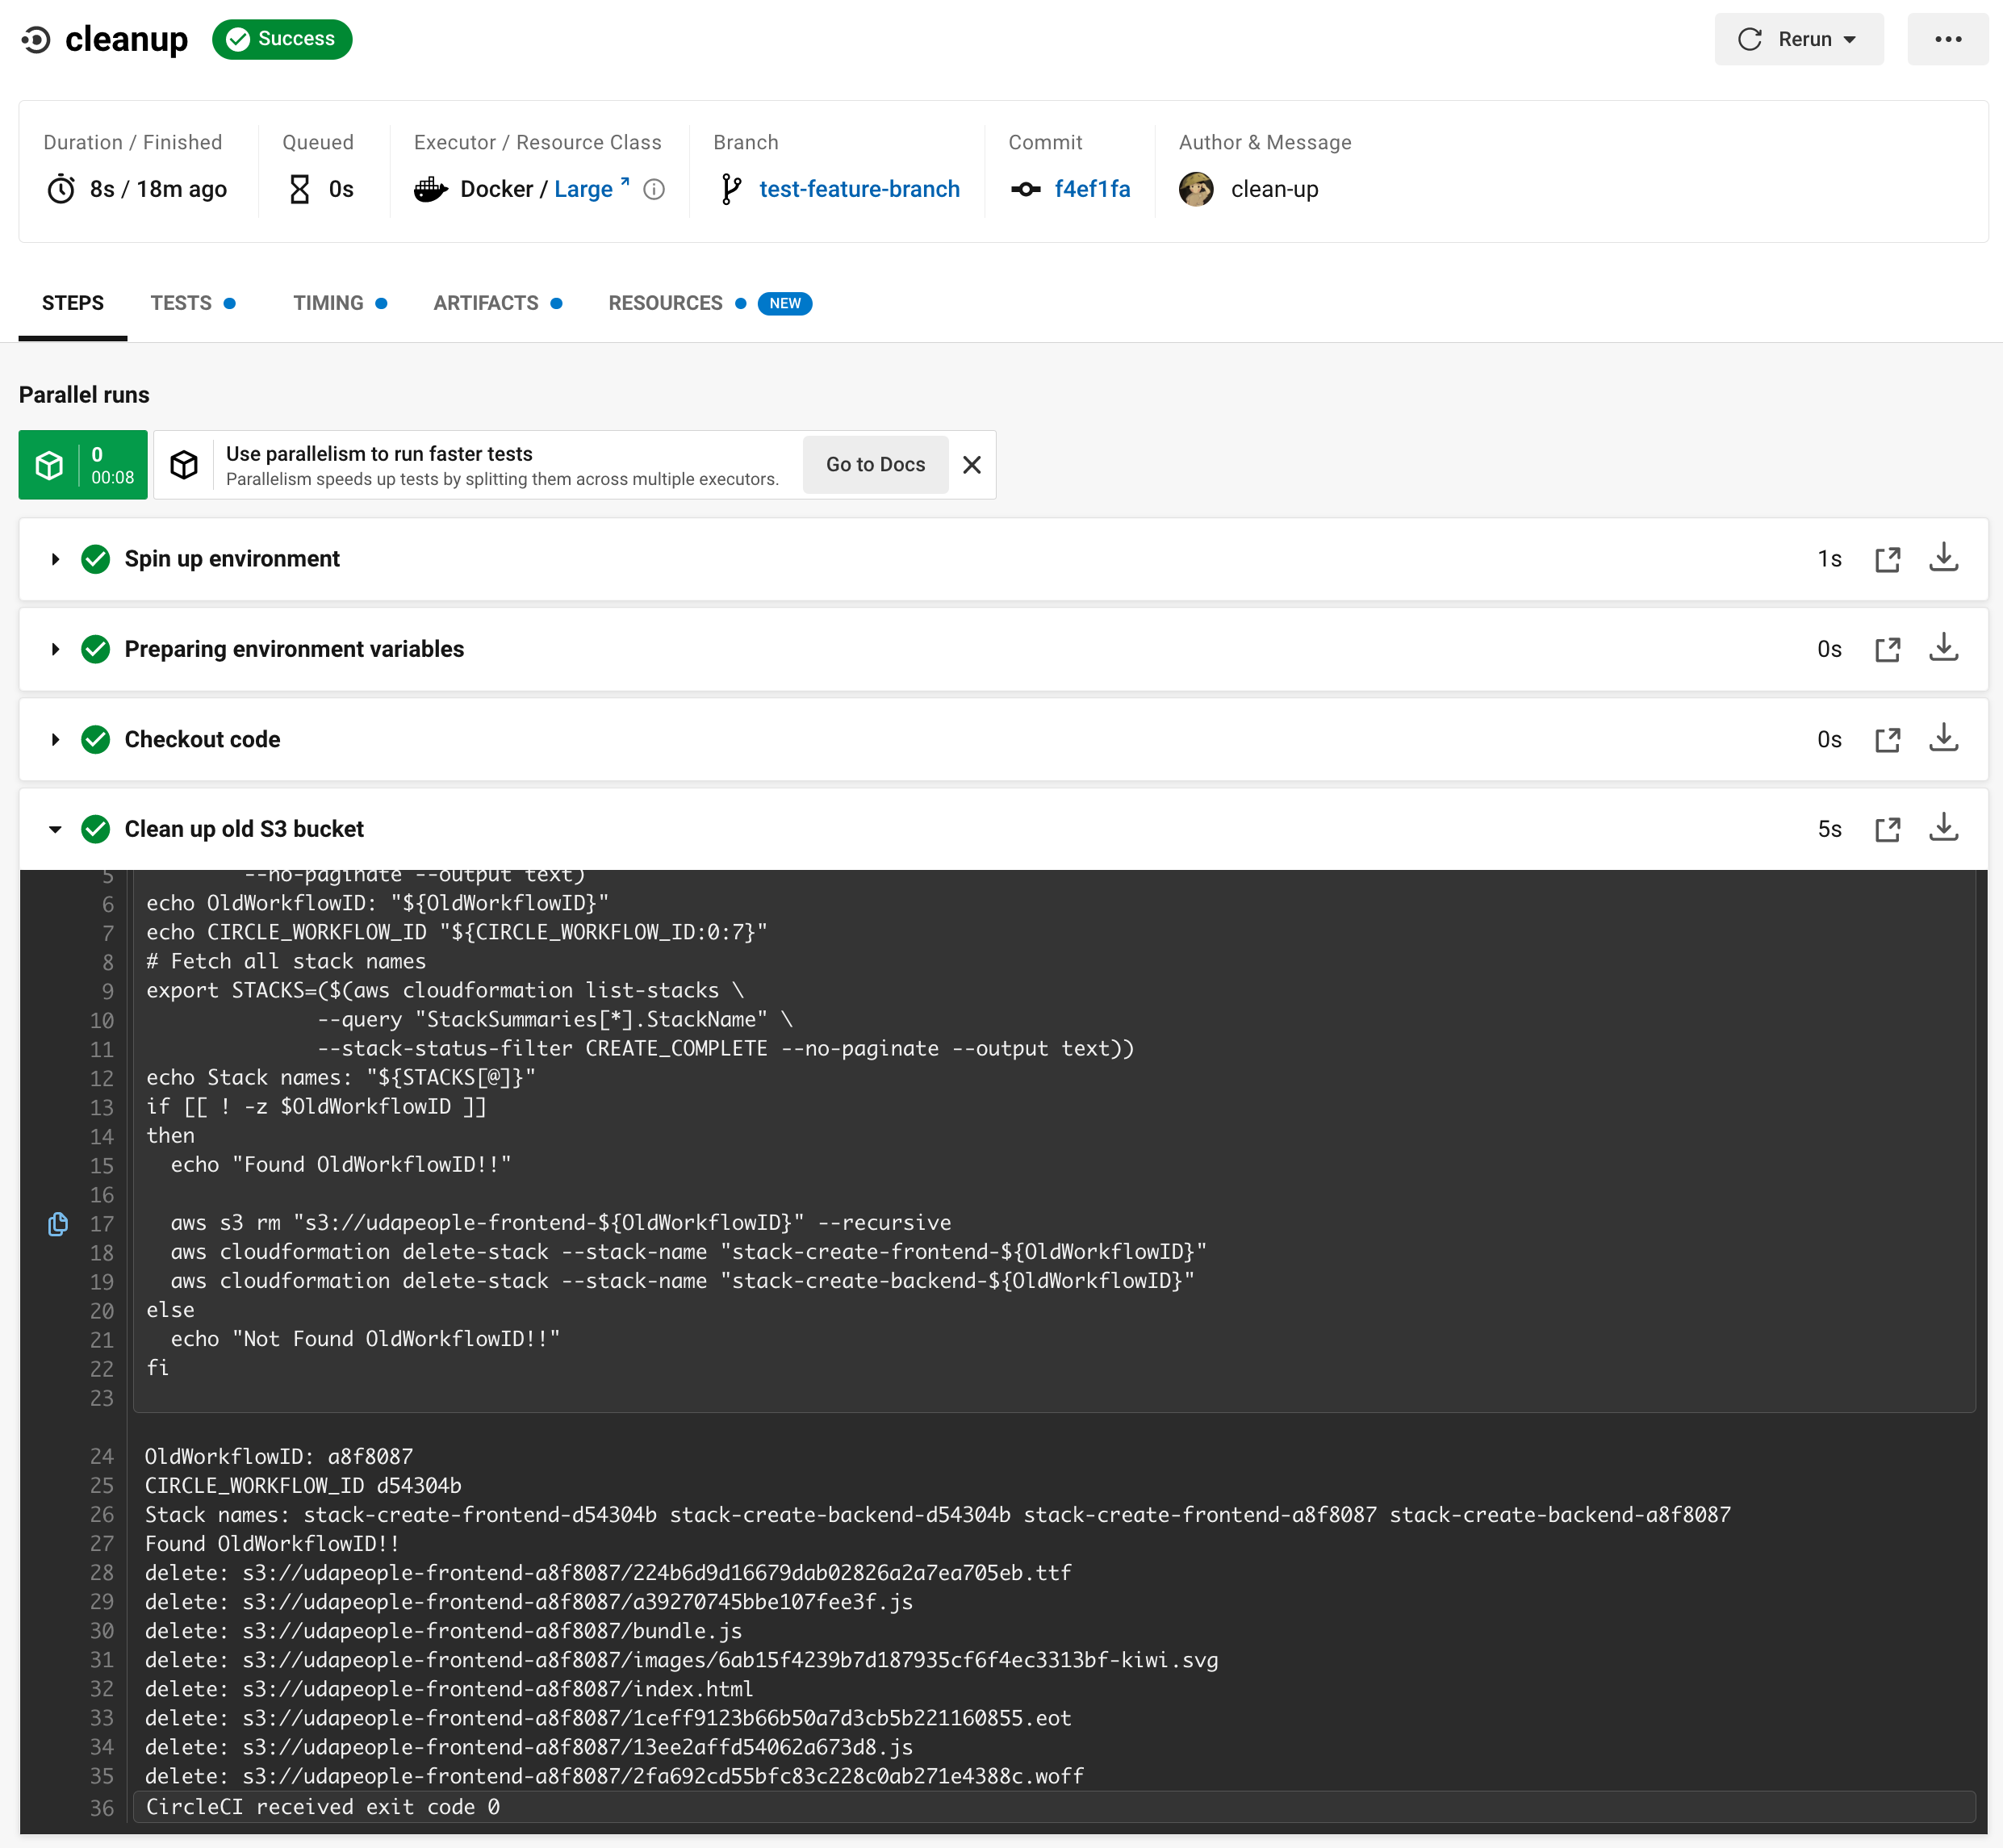 cleanup Success Rerun
Duration / Finished Queued Executor / Resource Class Branch Commit Author & Message
8s / 18m ago 0s Docker / Large test-feature-branch f4ef1fa clean-up
STEPS TESTS TIMING ARTIFACTS RESOURCES NEW
Parallel runs
0
00:08
Use parallelism to run faster tests
Parallelism speeds up tests by splitting them across multiple executors.
Go to Docs
Spin up environment 1s
Preparing environment variables 0s
Checkout code 0s
Clean up old S3 bucket 5s
5         --no-paginate --output text)
6 echo OldWorkflowID: "${OldWorkflowID}"
7 echo CIRCLE_WORKFLOW_ID "${CIRCLE_WORKFLOW_ID:0:7}"
8 # Fetch all stack names
9 export STACKS=($(aws cloudformation list-stacks \
10               --query "StackSummaries[*].StackName" \
11               --stack-status-filter CREATE_COMPLETE --no-paginate --output text))
12 echo Stack names: "${STACKS[@]}"
13 if [[ ! -z $OldWorkflowID ]]
14 then
15   echo "Found OldWorkflowID!!"
16
17   aws s3 rm "s3://udapeople-frontend-${OldWorkflowID}" --recursive
18   aws cloudformation delete-stack --stack-name "stack-create-frontend-${OldWorkflowID}"
19   aws cloudformation delete-stack --stack-name "stack-create-backend-${OldWorkflowID}"
20 else
21   echo "Not Found OldWorkflowID!!"
22 fi
23
24 OldWorkflowID: a8f8087
25 CIRCLE_WORKFLOW_ID d54304b
26 Stack names: stack-create-frontend-d54304b stack-create-backend-d54304b stack-create-frontend-a8f8087 stack-create-backend-a8f8087
27 Found OldWorkflowID!!
28 delete: s3://udapeople-frontend-a8f8087/224b6d9d16679dab02826a2a7ea705eb.ttf
29 delete: s3://udapeople-frontend-a8f8087/a39270745bbe107fee3f.js
30 delete: s3://udapeople-frontend-a8f8087/bundle.js
31 delete: s3://udapeople-frontend-a8f8087/images/6ab15f4239b7d187935cf6f4ec3313bf-kiwi.svg
32 delete: s3://udapeople-frontend-a8f8087/index.html
33 delete: s3://udapeople-frontend-a8f8087/1ceff9123b66b50a7d3cb5b221160855.eot
34 delete: s3://udapeople-frontend-a8f8087/13ee2affd54062a673d8.js
35 delete: s3://udapeople-frontend-a8f8087/2fa692cd55bfc83c228c0ab271e4388c.woff
36 CircleCI received exit code 0